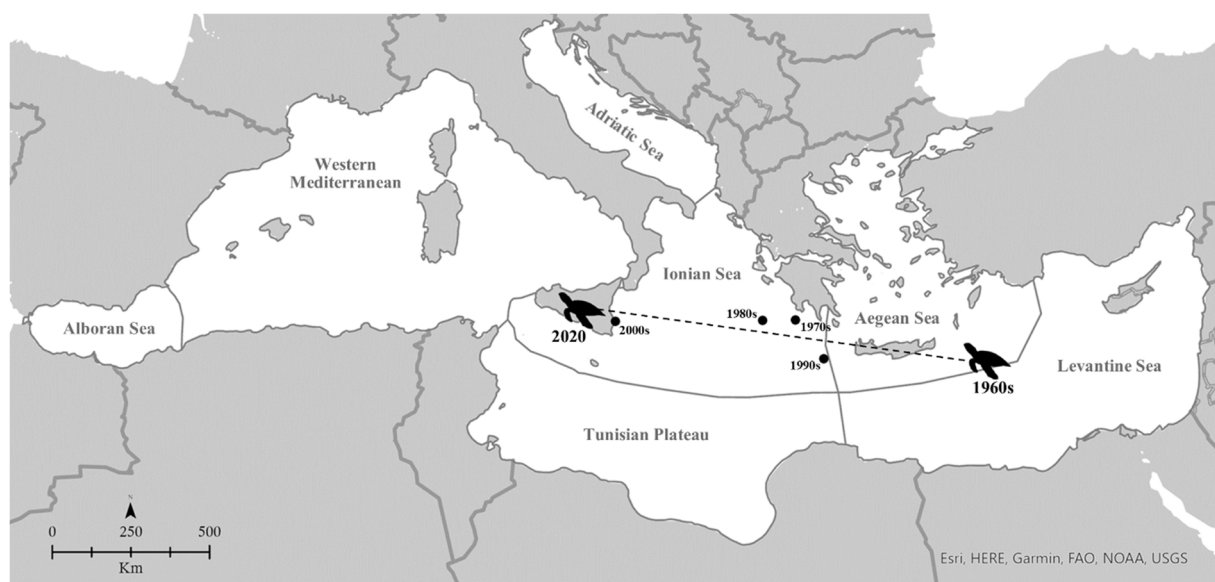 Adriatic Sea
Western
Mediterranean
Ionian Sea
Alboran Sea
1980s
1970s
Aegean Sea
2020
2000s
1990s
Levantine Sea
1960s
Tunisian Plateau
N
0 250 500
Km
Esri, HERE, Garmin, FAO, NOAA, USGS